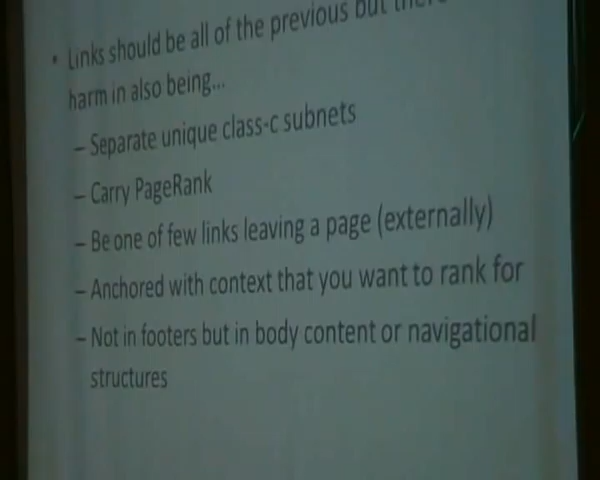 • Links should be all of the previous but
harm in also being...
– Separate unique class-c subnets
– Carry PageRank
– Be one of few links leaving a page (externally)
– Anchored with context that you want to rank for
– Not in footers but in body content or navigational
structures